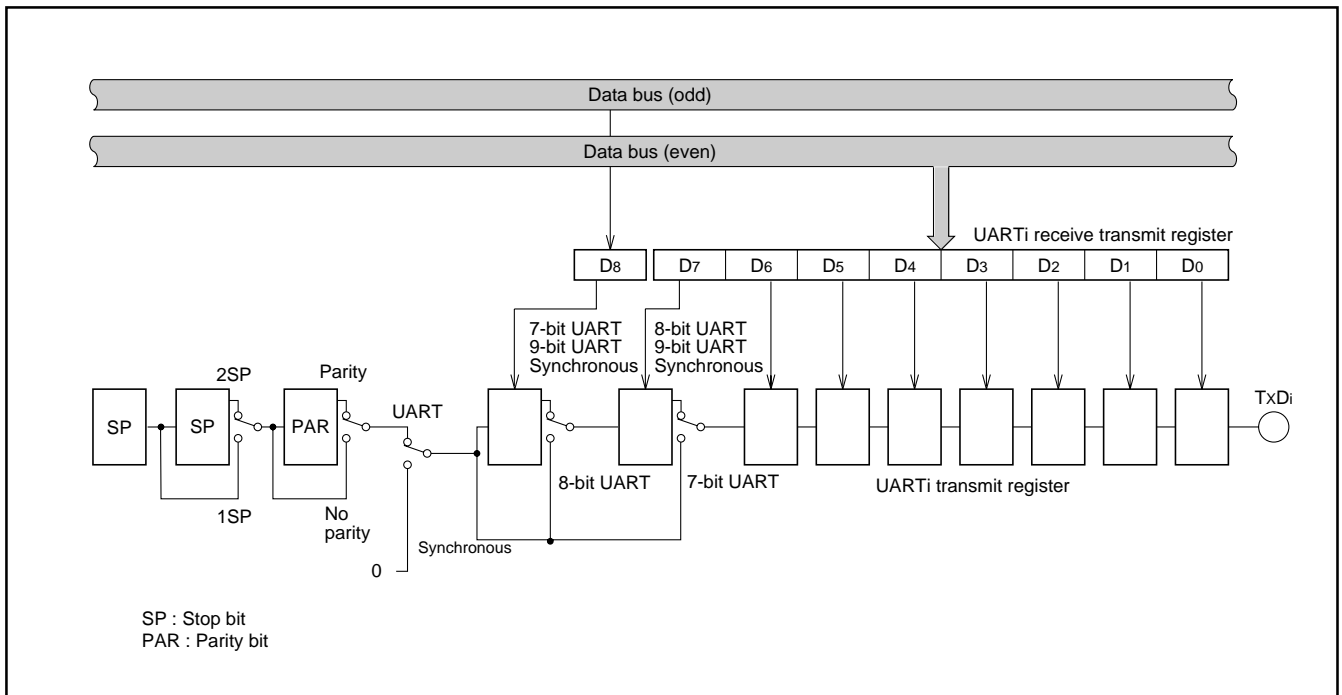 Data bus (odd)
Data bus (even)
UARTi receive transmit register
D8
D7
D6
D5
D4
D3
D2
D1
D0
7-bit UART
9-bit UART
Synchronous
8-bit UART
9-bit UART
Synchronous
2SP
Parity
UART
TxDi
SP
SP
PAR
8-bit UART
7-bit UART
UARTi transmit register
1SP
No
parity
Synchronous
0
SP : Stop bit
PAR : Parity bit